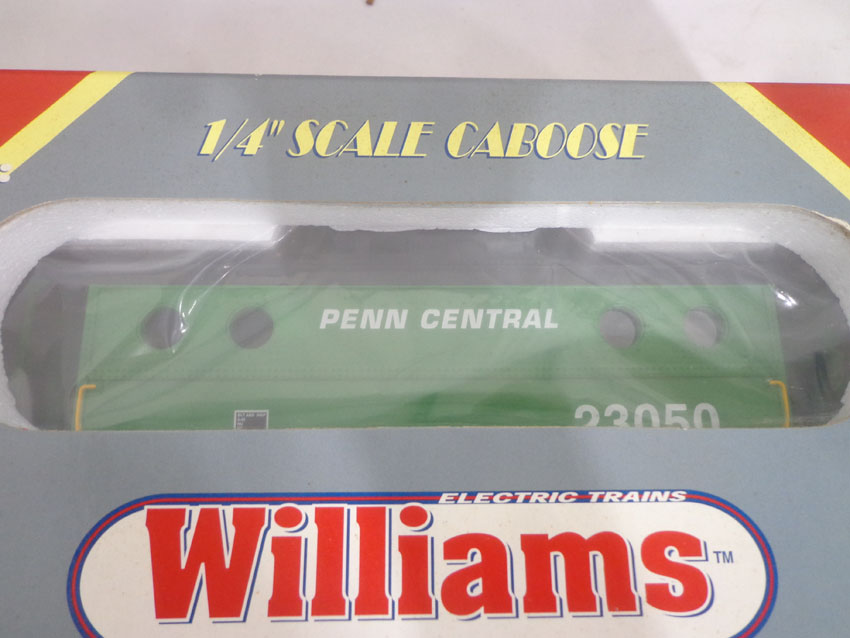 1/4" SCALE CABOOSE
PENN CENTRAL
23050
ELECTRIC TRAINS
Williams™